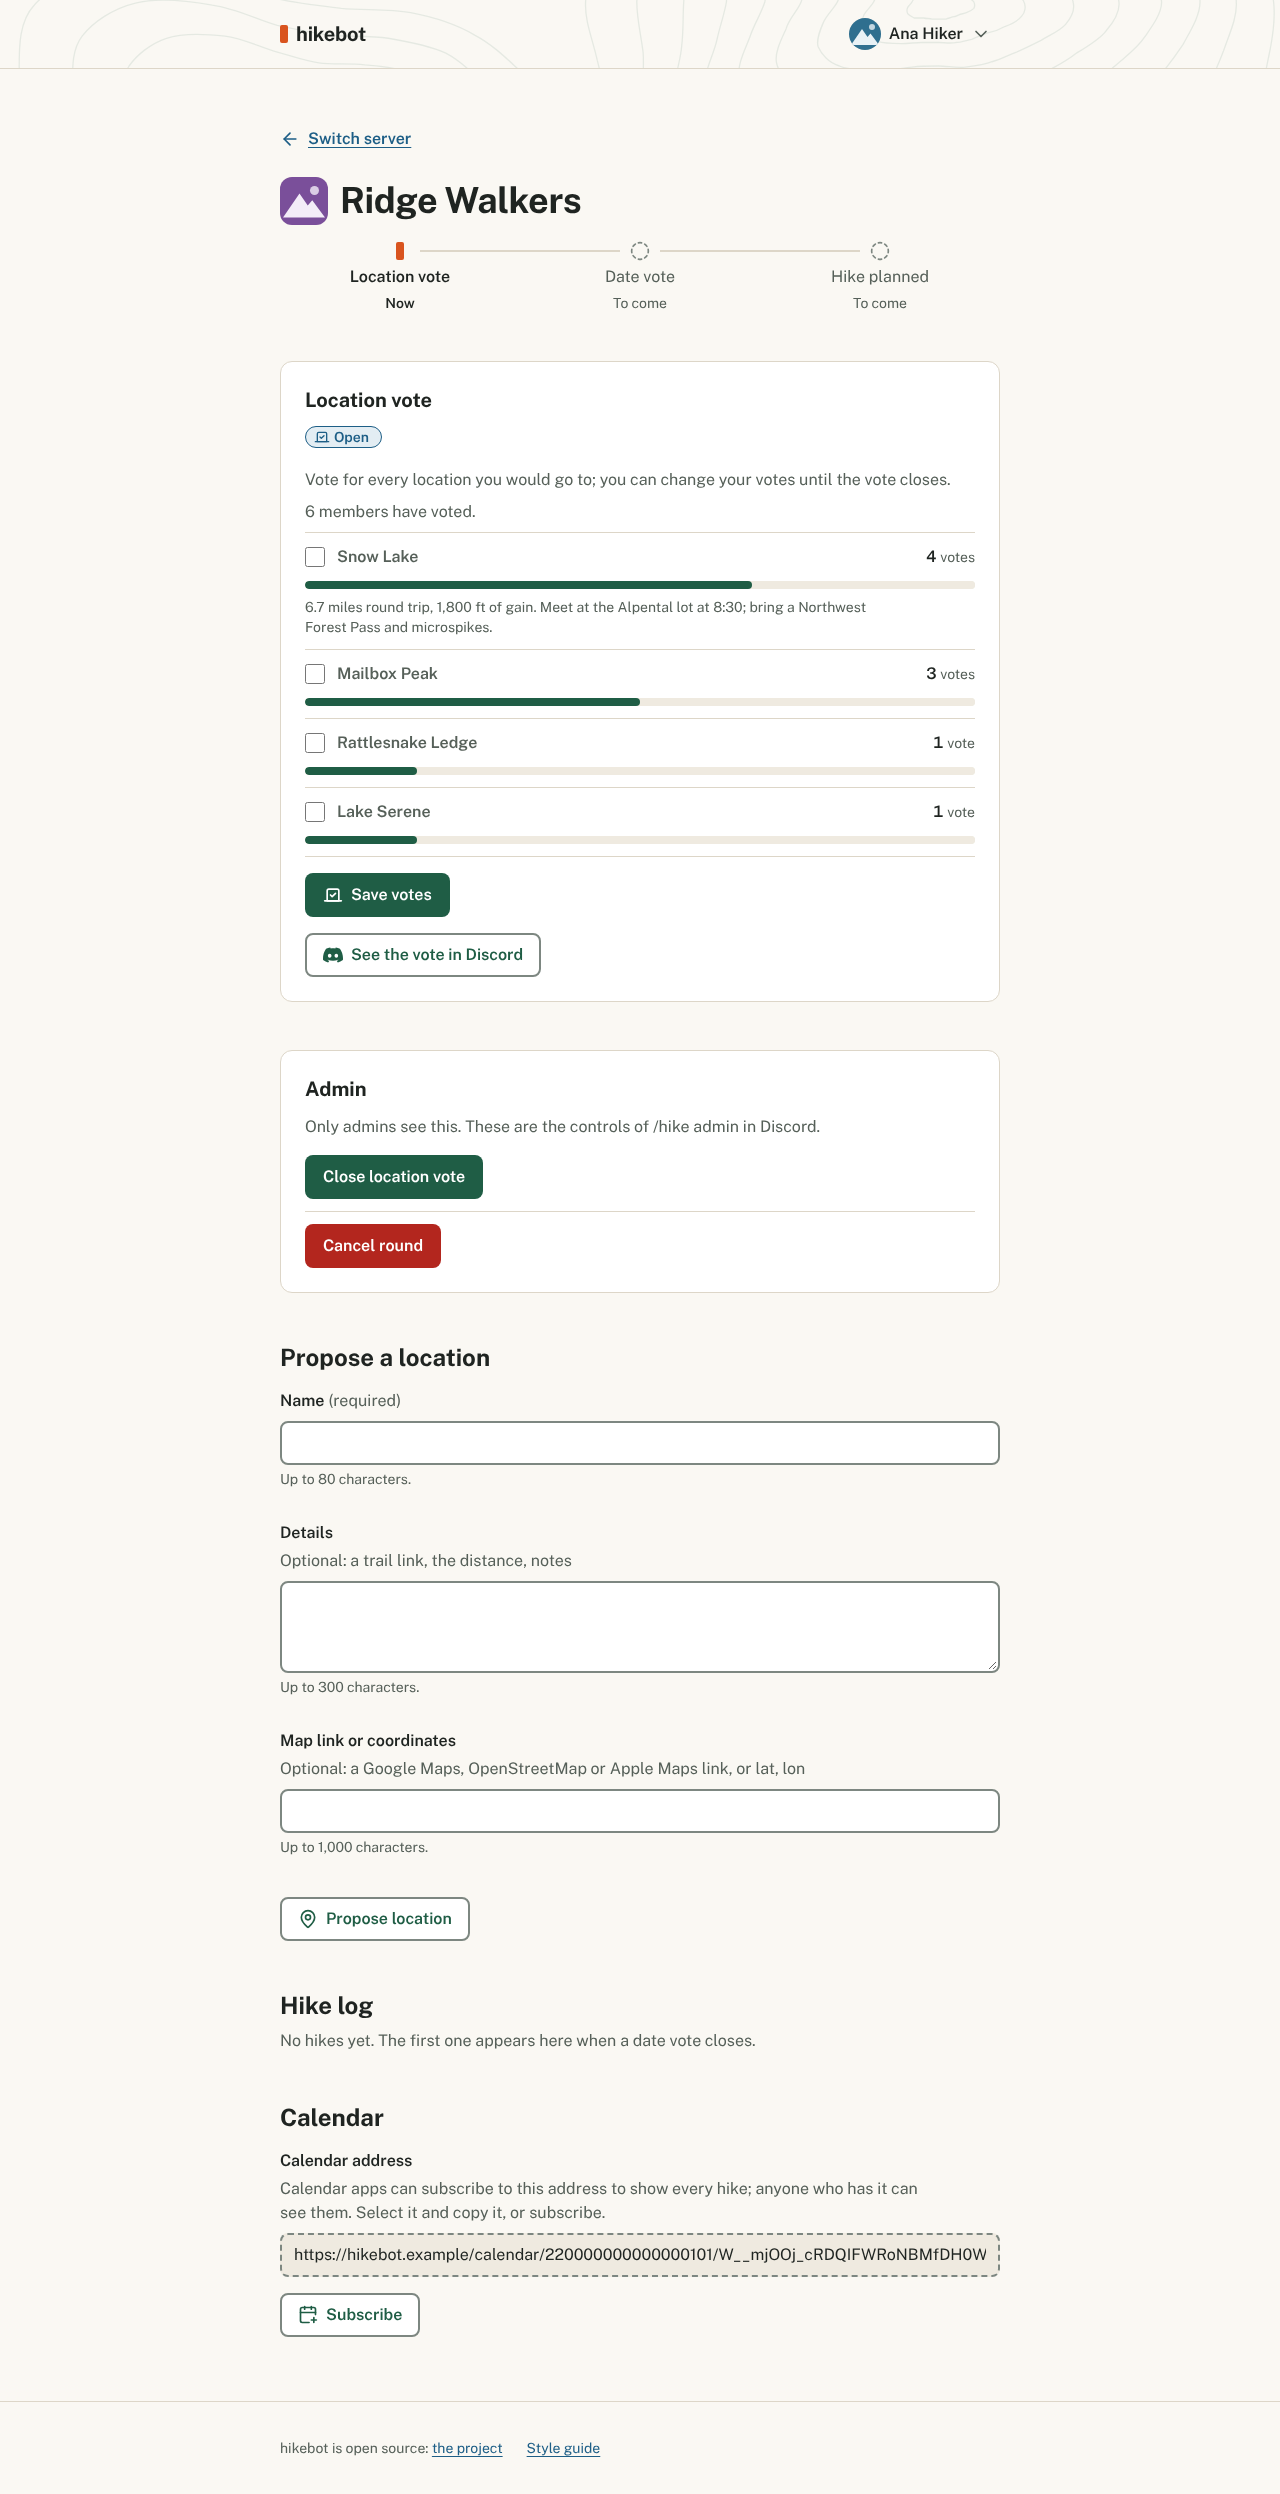 hikebot
Ana Hiker
Switch server
Ridge Walkers
Location vote
Now
Date vote
To come
Hike planned
To come
Location vote
Open
Vote for every location you would go to; you can change your votes until the vote closes.
6 members have voted.
Snow Lake
4 votes
6.7 miles round trip, 1,800 ft of gain. Meet at the Alpental lot at 8:30; bring a Northwest
Forest Pass and microspikes.
Mailbox Peak
3 votes
Rattlesnake Ledge
1 vote
Lake Serene
1 vote
Save votes
See the vote in Discord
Admin
Only admins see this. These are the controls of /hike admin in Discord.
Close location vote
Cancel round
Propose a location
Name (required)
Up to 80 characters.
Details
Optional: a trail link, the distance, notes
Up to 300 characters.
Map link or coordinates
Optional: a Google Maps, OpenStreetMap or Apple Maps link, or lat, lon
Up to 1,000 characters.
Propose location
Hike log
No hikes yet. The first one appears here when a date vote closes.
Calendar
Calendar address
Calendar apps can subscribe to this address to show every hike; anyone who has it can
see them. Select it and copy it, or subscribe.
https://hikebot.example/calendar/220000000000000101/W__mjOOj_cRDQIFWRoNBMfDH0W
Subscribe
hikebot is open source: the project
Style guide